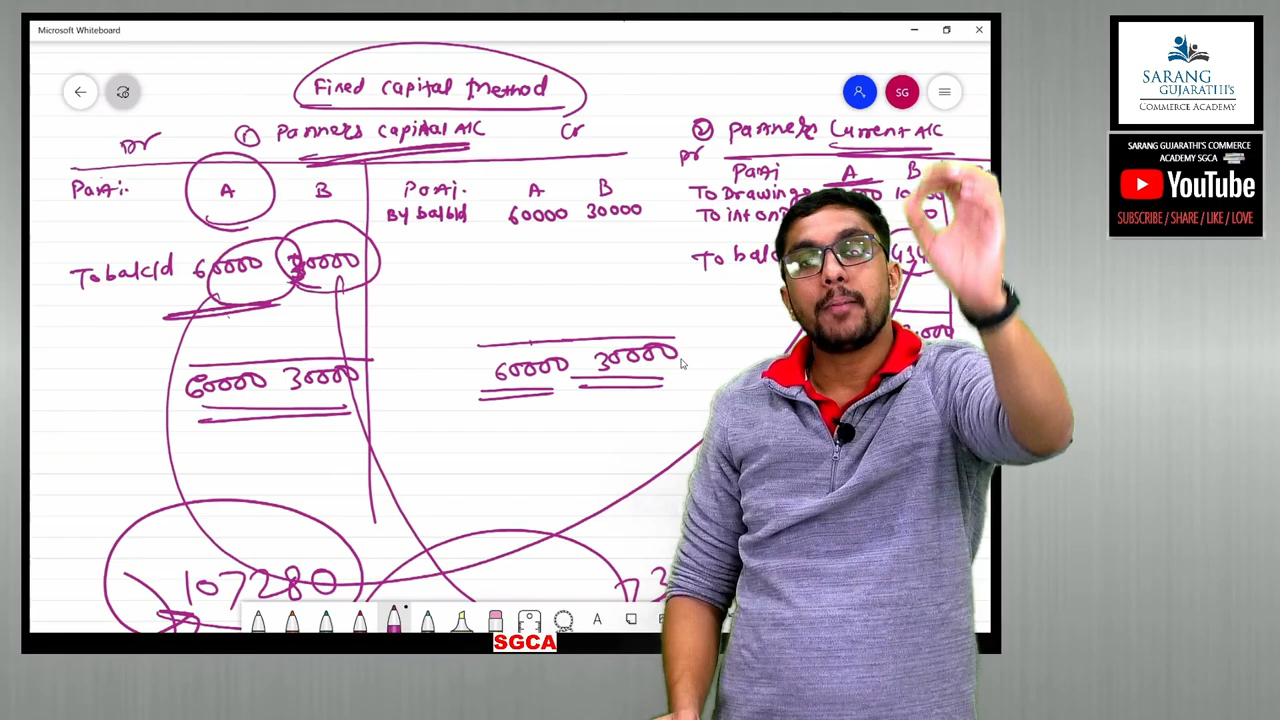 Microsoft Whiteboard
Fixed capital Method
SG
Dr ① Partners capital A/C Cr
Parti. A B Parti. A B
By bal b/d 60000 30000
To bal c/d 60000 30000
60000 30000 60000 30000
107280
② Partners Current A/C
Dr
Parti A B
To Drawings
To int on
To bal
SGCA
SARANG
GUJARATHI'S
COMMERCE ACADEMY
SARANG GUJARATHI'S COMMERCE
ACADEMY SGCA
YouTube
SUBSCRIBE / SHARE / LIKE / LOVE